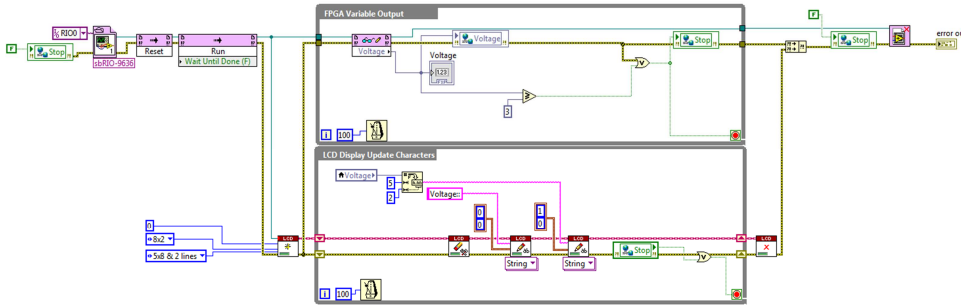 FPGA Variable Output
RIO0
F
Stop
sbRIO-9636
Reset
Run
Wait Until Done (F)
Voltage
Voltage
Voltage
123
3
Stop
i
100
F
Stop
error ou
LCD Display Update Characters
Voltage
5
2
Voltage::
0
0
1
0
0
8x2
5x8 & 2 lines
LCD
LCD
LCD
LCD
LCD
String
String
Stop
i
100